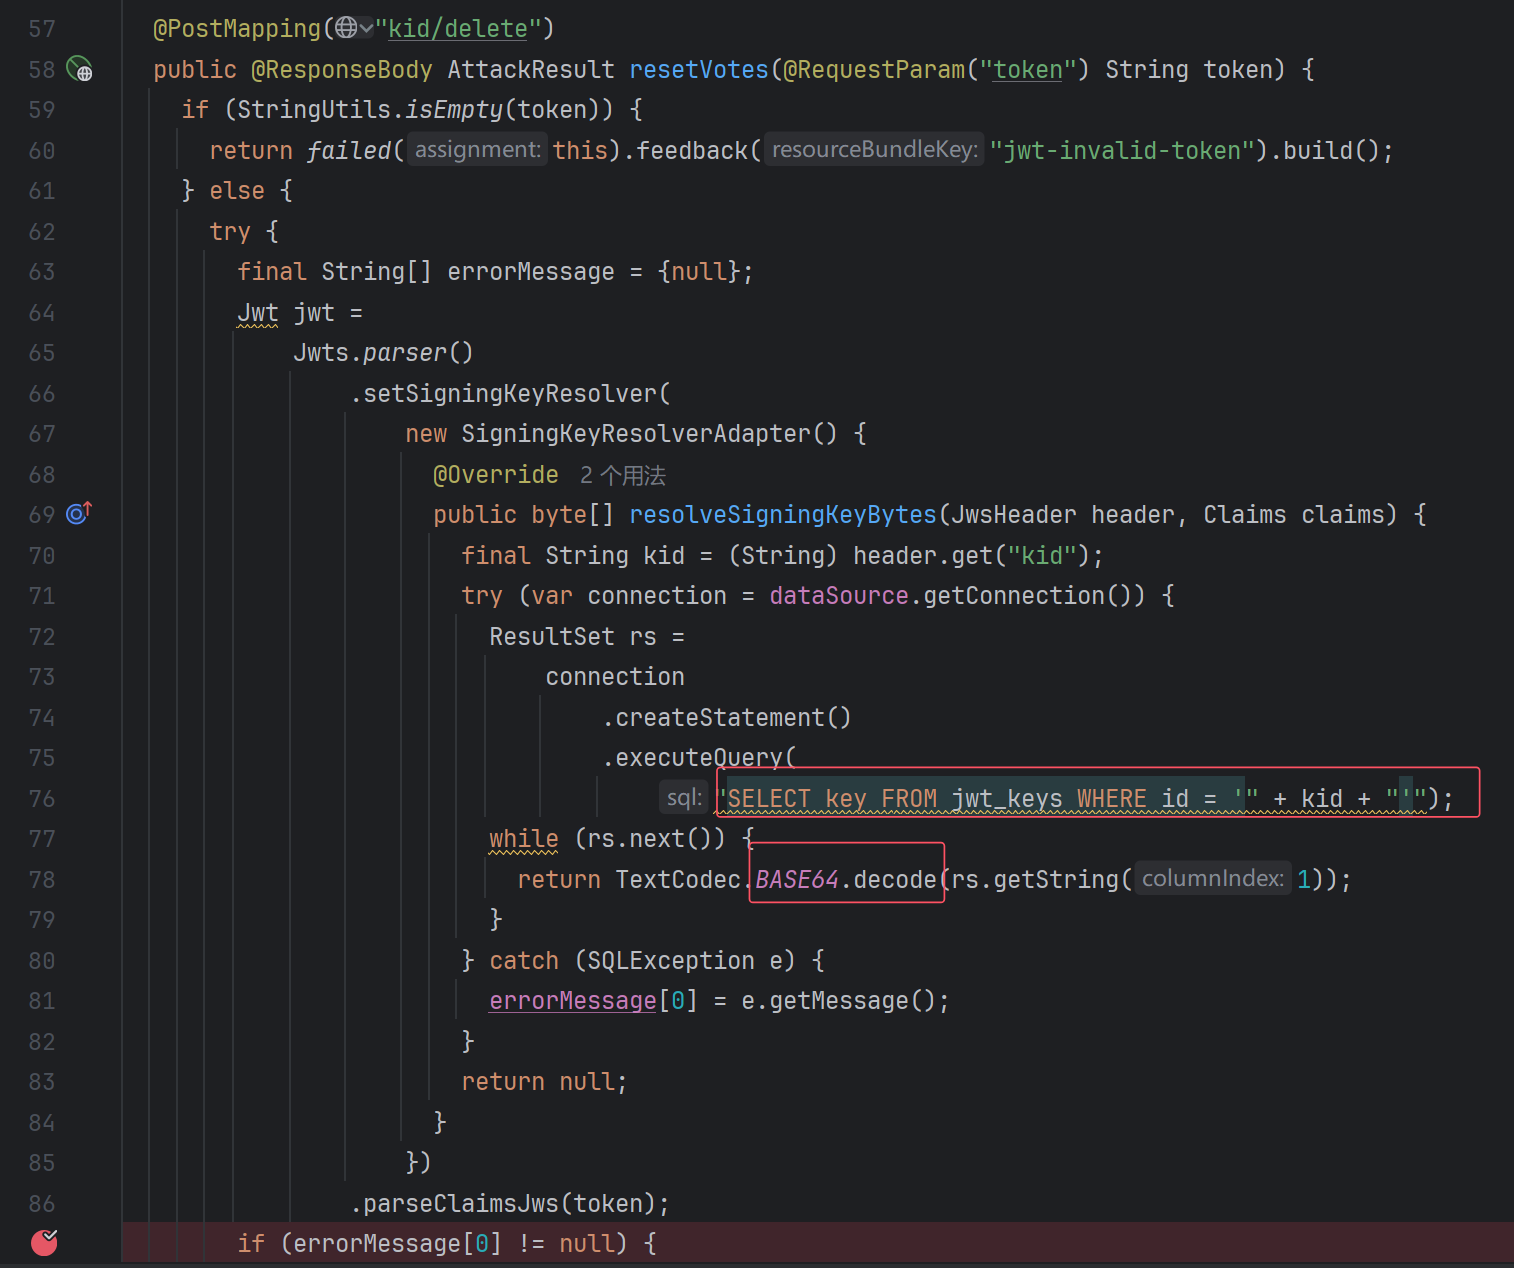 57 @PostMapping("kid/delete")
58 public @ResponseBody AttackResult resetVotes(@RequestParam("token") String token) {
59 if (StringUtils.isEmpty(token)) {
60 return failed( assignment: this).feedback( resourceBundleKey: "jwt-invalid-token").build();
61 } else {
62 try {
63 final String[] errorMessage = {null};
64 Jwt jwt =
65 Jwts.parser()
66 .setSigningKeyResolver(
67 new SigningKeyResolverAdapter() {
68 @Override 2 个用法
69 public byte[] resolveSigningKeyBytes(JwsHeader header, Claims claims) {
70 final String kid = (String) header.get("kid");
71 try (var connection = dataSource.getConnection()) {
72 ResultSet rs =
73 connection
74 .createStatement()
75 .executeQuery(
76 sql: "SELECT key FROM jwt_keys WHERE id = '" + kid + "'");
77 while (rs.next()) {
78 return TextCodec.BASE64.decode(rs.getString( columnIndex: 1));
79 }
80 } catch (SQLException e) {
81 errorMessage[0] = e.getMessage();
82 }
83 return null;
84 }
85 })
86 .parseClaimsJws(token);
if (errorMessage[0] != null) {